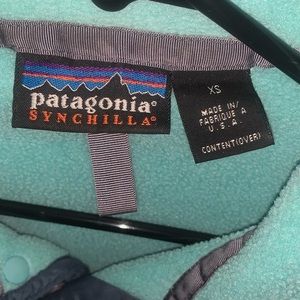 patagonia®
SYNCHILLA®
XS
MADE IN/
FABRIQUE A
U.S.A.
CONTENT(OVER)